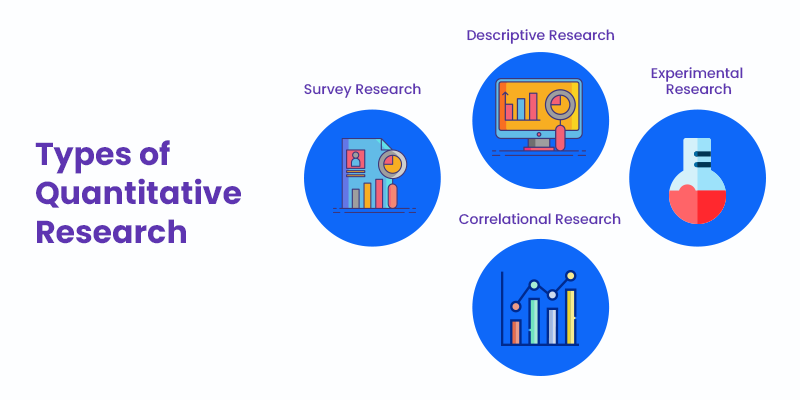 Types of
Quantitative
Research
Survey Research
Descriptive Research
Experimental
Research
Correlational Research